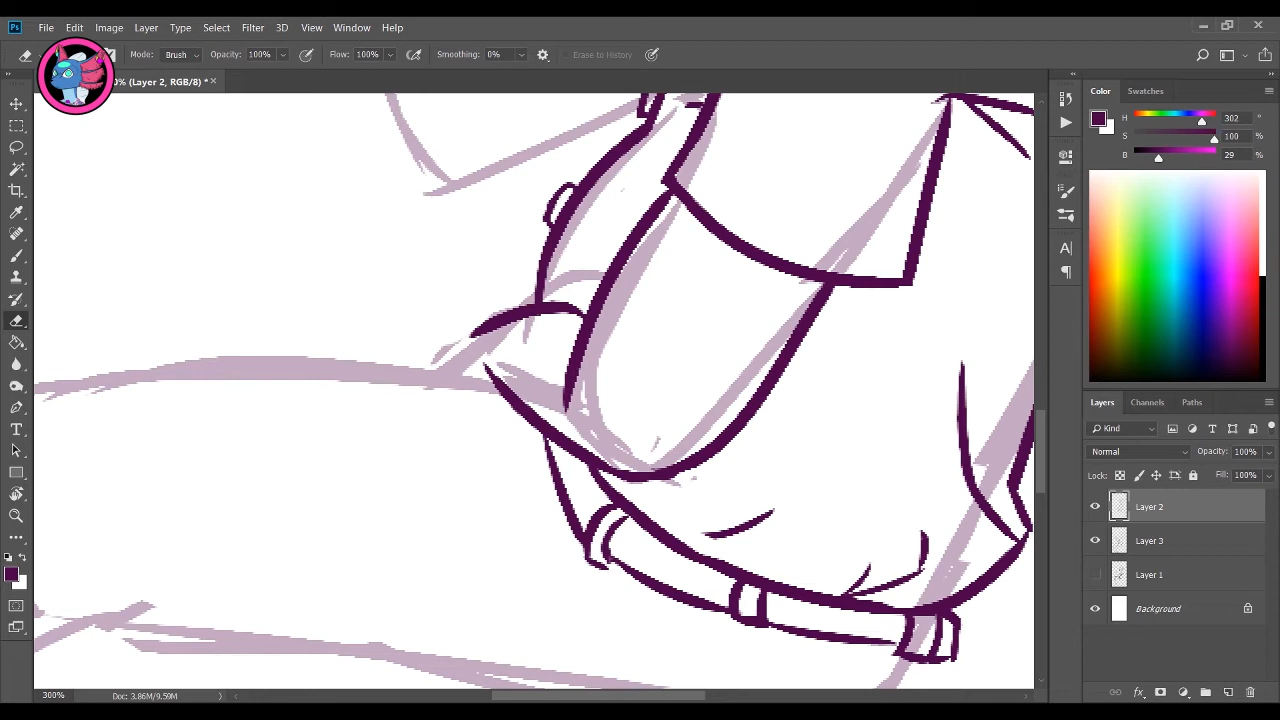 Ps File Edit Image Layer Type Select Filter 3D View Window Help
Mode: Brush Opacity: 100% Flow: 100% Smoothing: 0% Erase to History
0% (Layer 2, RGB/8) *
Color Swatches
H 302 °
S 100 %
B 29 %
Layers Channels Paths
Kind
Normal Opacity: 100%
Lock: Fill: 100%
Layer 2
Layer 3
Layer 1
Background
300% Doc: 3.86M/9.59M